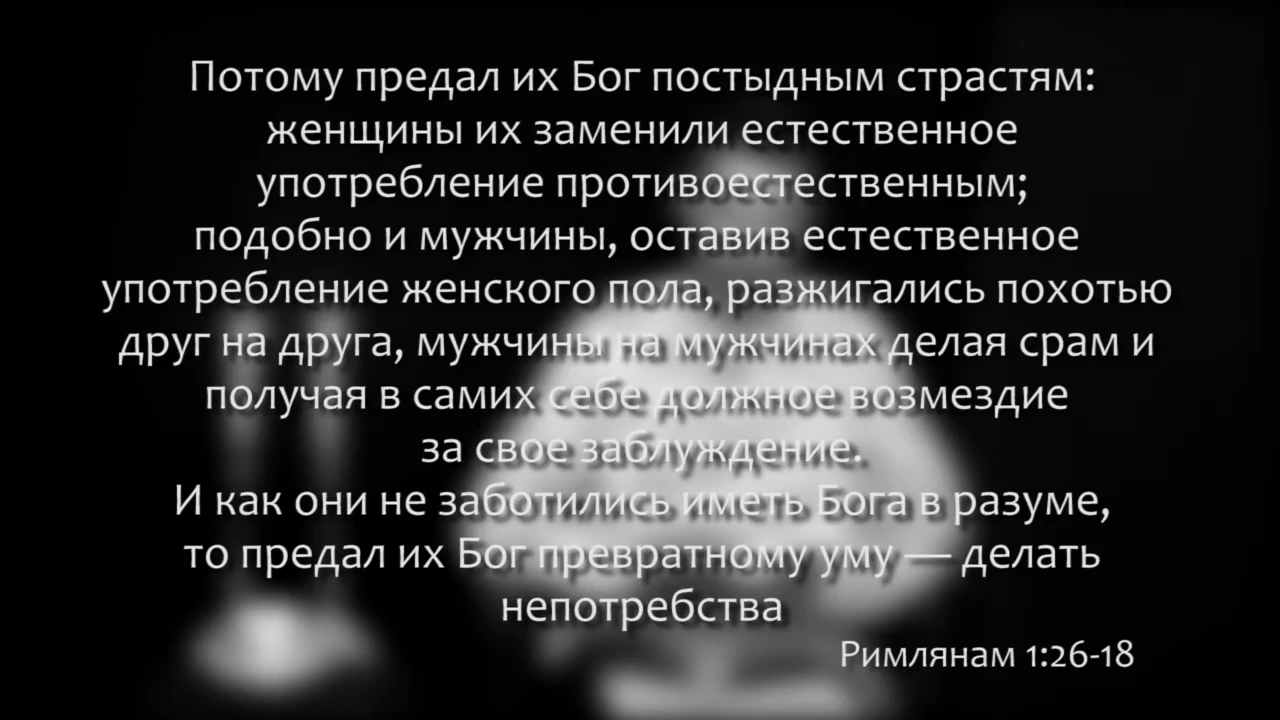 Потому предал их Бог постыдным страстям:
женщины их заменили естественное
употребление противоестественным;
подобно и мужчины, оставив естественное
употребление женского пола, разжигались похотью
друг на друга, мужчины на мужчинах делая срам и
получая в самих себе должное возмездие
за свое заблуждение.
И как они не заботились иметь Бога в разуме,
то предал их Бог превратному уму — делать
непотребства
Римлянам 1:26-18